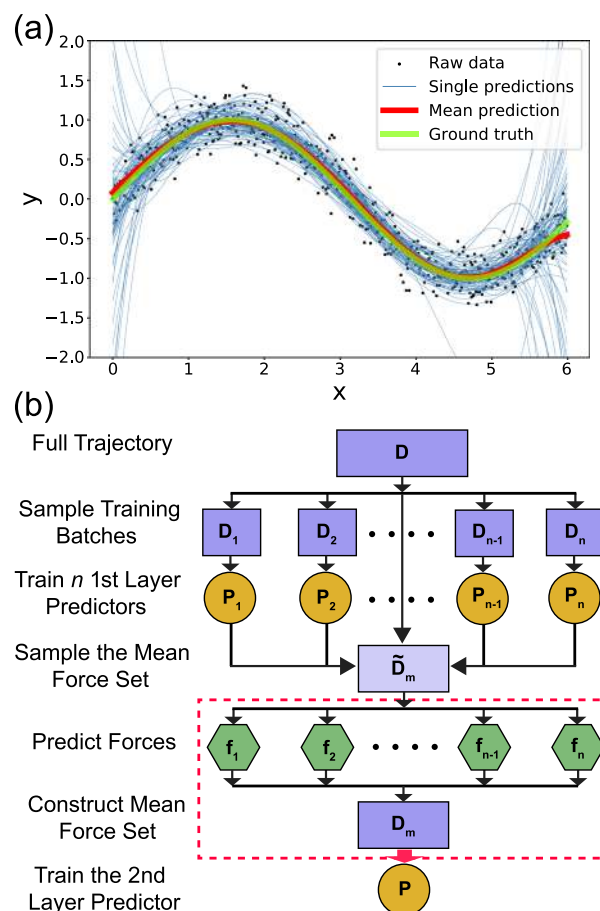 (a)
2.0
1.5
1.0
0.5
0.0
−0.5
−1.0
−1.5
−2.0
y
Raw data
Single predictions
Mean prediction
Ground truth
0 1 2 3 4 5 6
x
(b)
Full Trajectory
D
Sample Training
Batches
D1 D2 Dn-1 Dn
Train n 1st Layer
Predictors
P1 P2 Pn-1 Pn
Sample the Mean
Force Set
D̃m
Predict Forces
f1 f2 fn-1 fn
Construct Mean
Force Set
Dm
Train the 2nd
Layer Predictor
P